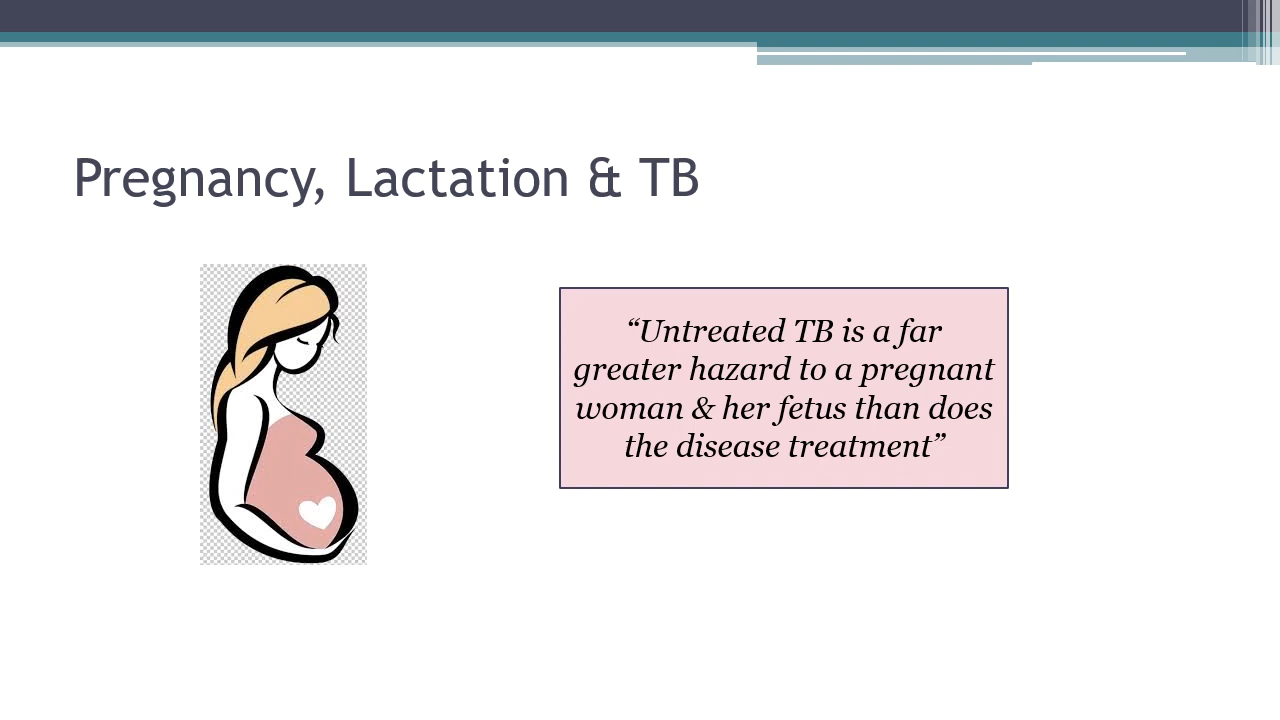 Pregnancy, Lactation & TB
“Untreated TB is a far
greater hazard to a pregnant
woman & her fetus than does
the disease treatment”